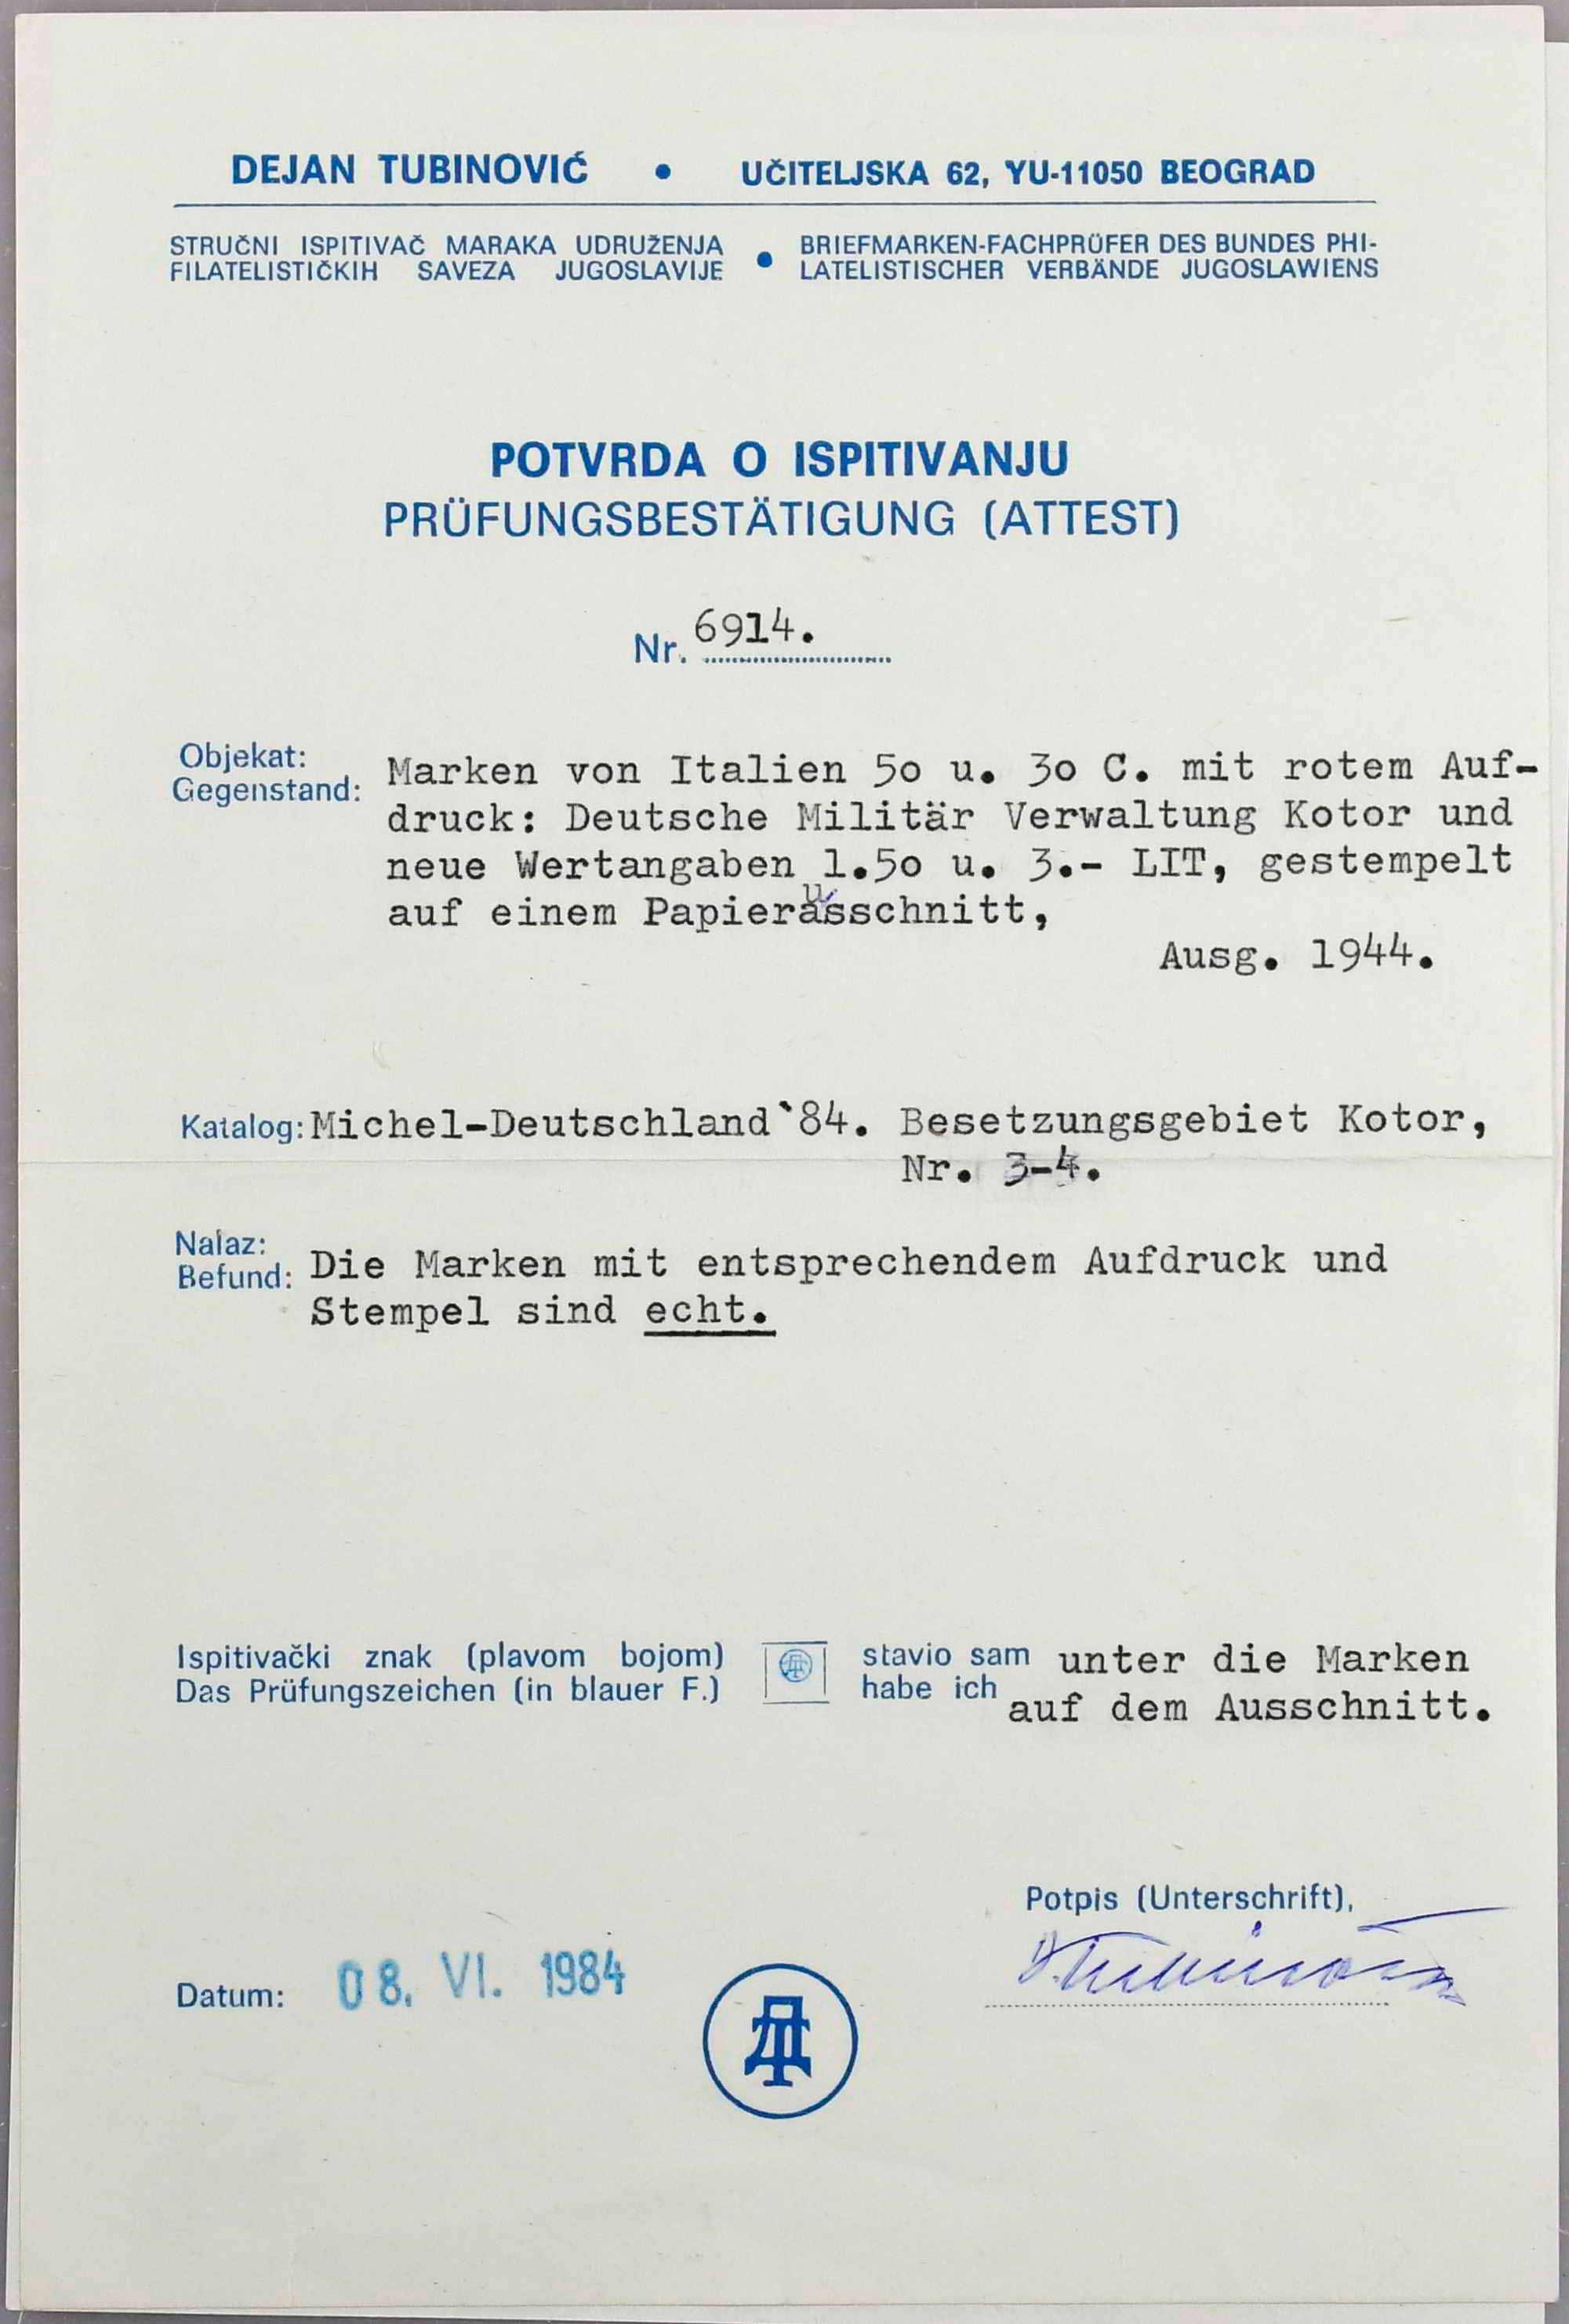 DEJAN TUBINOVIĆ • UČITELJSKA 62, YU-11050 BEOGRAD
STRUČNI ISPITIVAČ MARAKA UDRUŽENJA
FILATELISTIČKIH SAVEZA JUGOSLAVIJE
•
BRIEFMARKEN-FACHPRÜFER DES BUNDES PHI-
LATELISTISCHER VERBÄNDE JUGOSLAWIENS
POTVRDA O ISPITIVANJU
PRÜFUNGSBESTÄTIGUNG (ATTEST)
Nr. 6914.
Objekat:
Gegenstand:
Marken von Italien 5o u. 3o C. mit rotem Auf-
druck: Deutsche Militär Verwaltung Kotor und
neue Wertangaben 1.5o u. 3.- LIT, gestempelt
auf einem Papierausschnitt,
Ausg. 1944.
Katalog: Michel-Deutschland`84. Besetzungsgebiet Kotor,
Nr. 3-4.
Nalaz:
Befund:
Die Marken mit entsprechendem Aufdruck und
Stempel sind echt.
Ispitivački znak (plavom bojom)
Das Prüfungszeichen (in blauer F.)
stavio sam
habe ich
unter die Marken
auf dem Ausschnitt.
Potpis (Unterschrift),
D. Tubinović
Datum: 08. VI. 1984